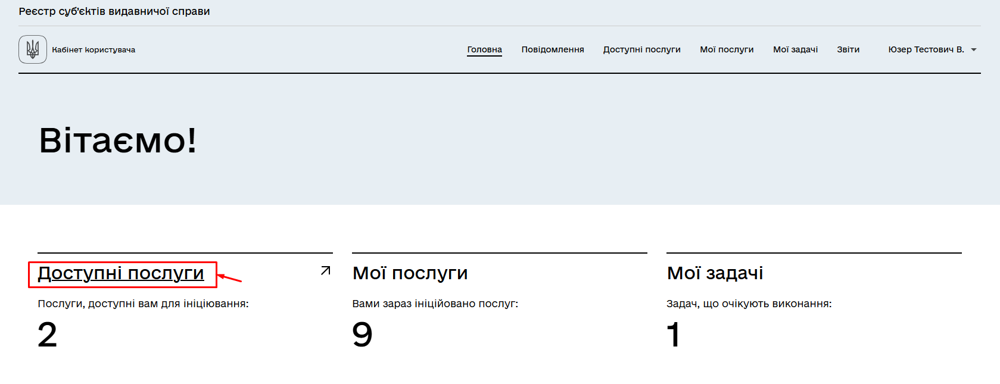 Реєстр суб’єктів видавничої справи
Кабінет користувача
Головна Повідомлення Доступні послуги Мої послуги Мої задачі Звіти Юзер Тестович В.
Вітаємо!
Доступні послуги
Послуги, доступні вам для ініціювання:
2
Мої послуги
Вами зараз ініційовано послуг:
9
Мої задачі
Задач, що очікують виконання:
1